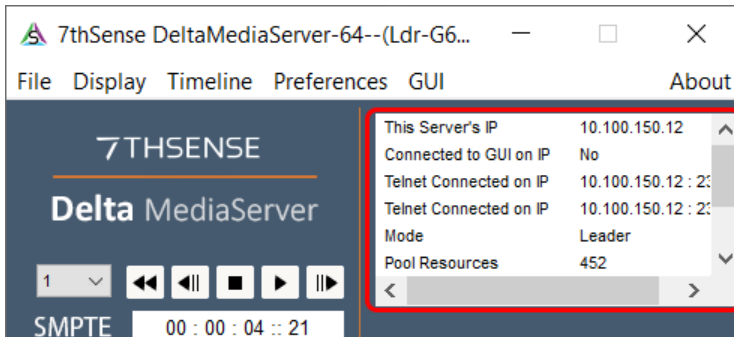 7thSense DeltaMediaServer-64--(Ldr-G6...
File Display Timeline Preferences GUI About
7THSENSE
Delta MediaServer
1
SMPTE 00 : 00 : 04 :: 21
This Server's IP 10.100.150.12
Connected to GUI on IP No
Telnet Connected on IP 10.100.150.12 : 23
Telnet Connected on IP 10.100.150.12 : 23
Mode Leader
Pool Resources 452